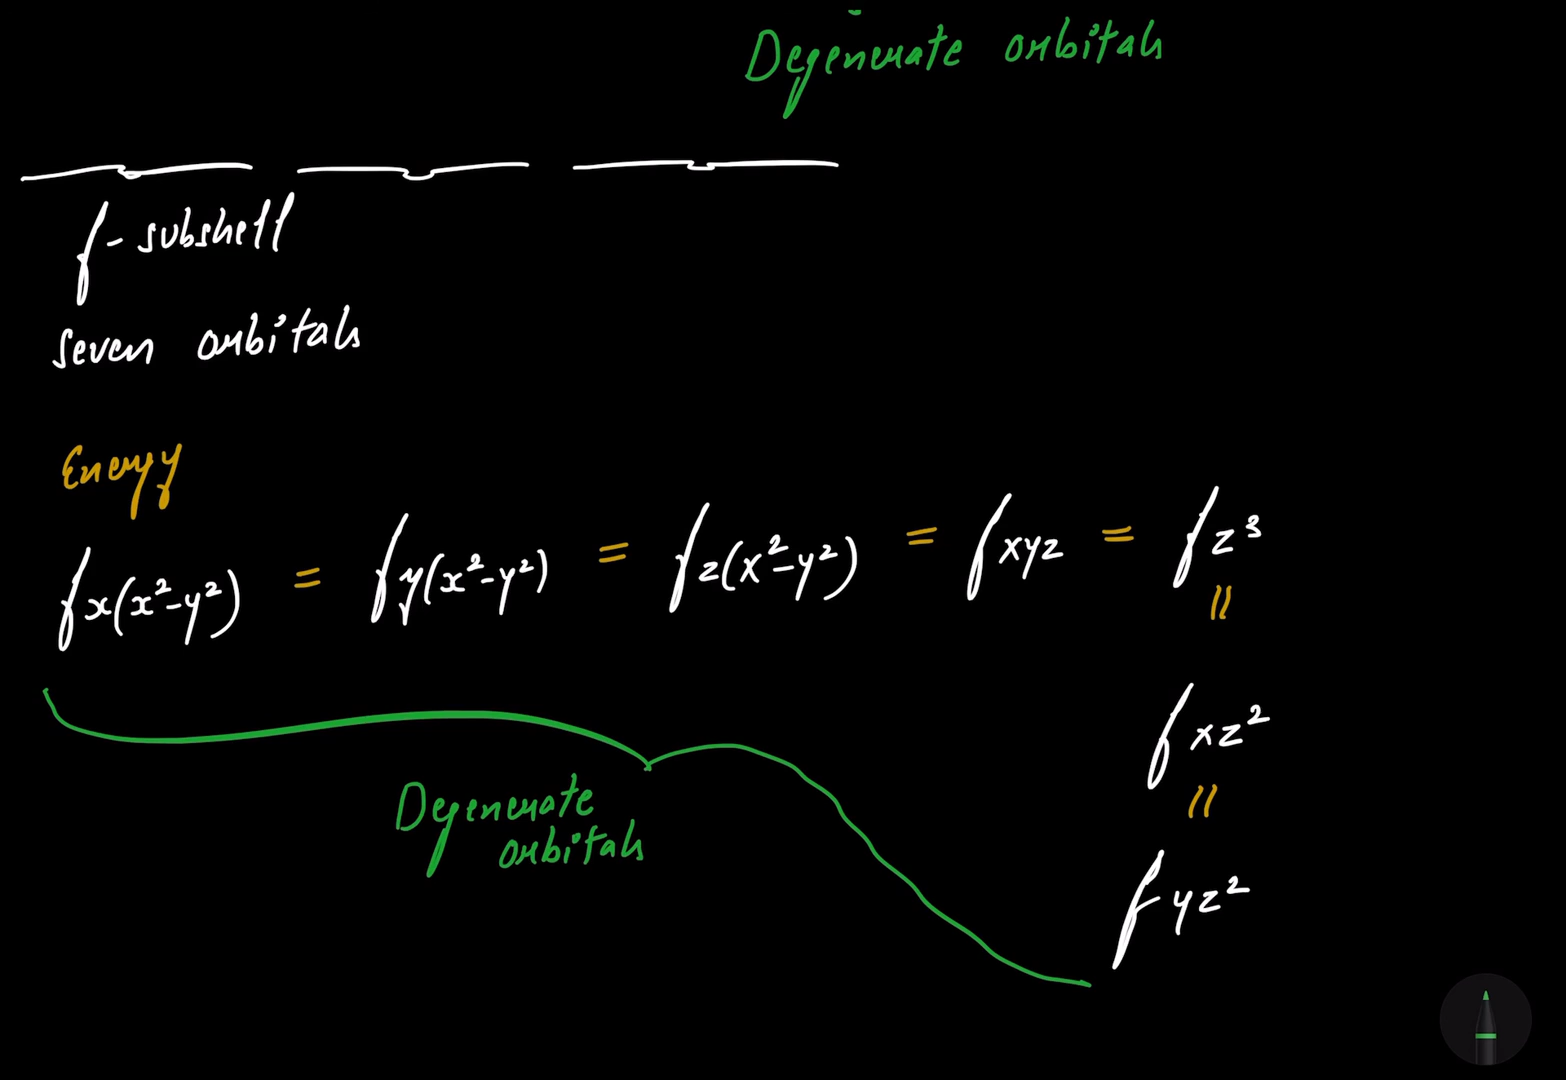 Degenerate orbitals
f-subshell
Seven orbitals
Energy
fx(x²-y²) = fy(x²-y²) = fz(x²-y²) = fxyz = fz³
||
fxz²
||
fyz²
Degenerate
orbitals